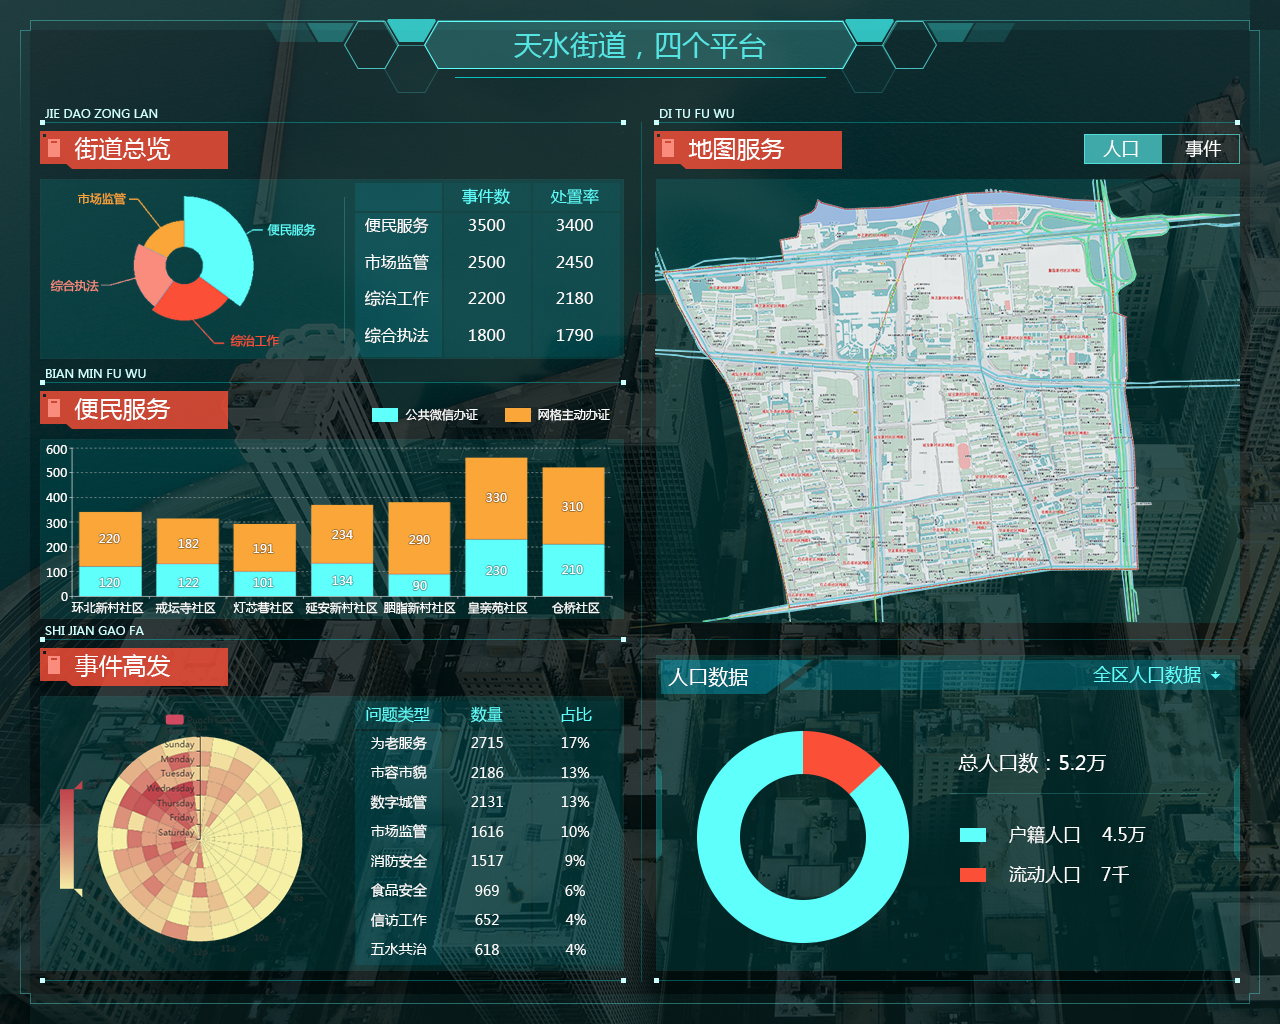 天水街道，四个平台
JIE DAO ZONG LAN
街道总览
市场监管
便民服务
综合执法
综治工作
事件数 处置率
便民服务 3500 3400
市场监管 2500 2450
综治工作 2200 2180
综合执法 1800 1790
BIAN MIN FU WU
便民服务
公共微信办证 网格主动办证
600
500
400
300
200
100
0
220 182 191 234 290 330 310
120 122 101 134 90 230 210
环北新村社区 戒坛寺社区 灯芯巷社区 延安新村社区 胭脂新村社区 皇亲苑社区 仓桥社区
SHI JIAN GAO FA
事件高发
Sunday
Monday
Tuesday
Wednesday
Thursday
Friday
Saturday
11a 10a
问题类型 数量 占比
为老服务 2715 17%
市容市貌 2186 13%
数字城管 2131 13%
市场监管 1616 10%
消防安全 1517 9%
食品安全 969 6%
信访工作 652 4%
五水共治 618 4%
DI TU FU WU
地图服务
人口 事件
人口数据
全区人口数据
总人口数：5.2万
户籍人口 4.5万
流动人口 7千